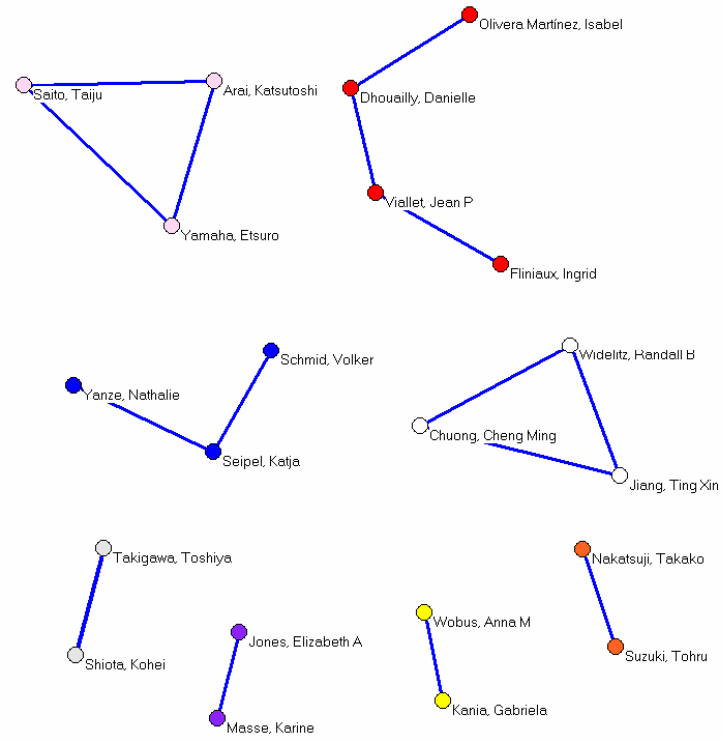 Olivera Martínez, Isabel
Saito, Taiju
Arai, Katsutoshi
Dhouailly, Danielle
Viallet, Jean P
Yamaha, Etsuro
Fliniaux, Ingrid
Schmid, Volker
Widelitz, Randall B
Yanze, Nathalie
Chuong, Cheng Ming
Seipel, Katja
Jiang, Ting Xin
Takigawa, Toshiya
Nakatsuji, Takako
Wobus, Anna M
Jones, Elizabeth A
Shiota, Kohei
Suzuki, Tohru
Kania, Gabriela
Masse, Karine